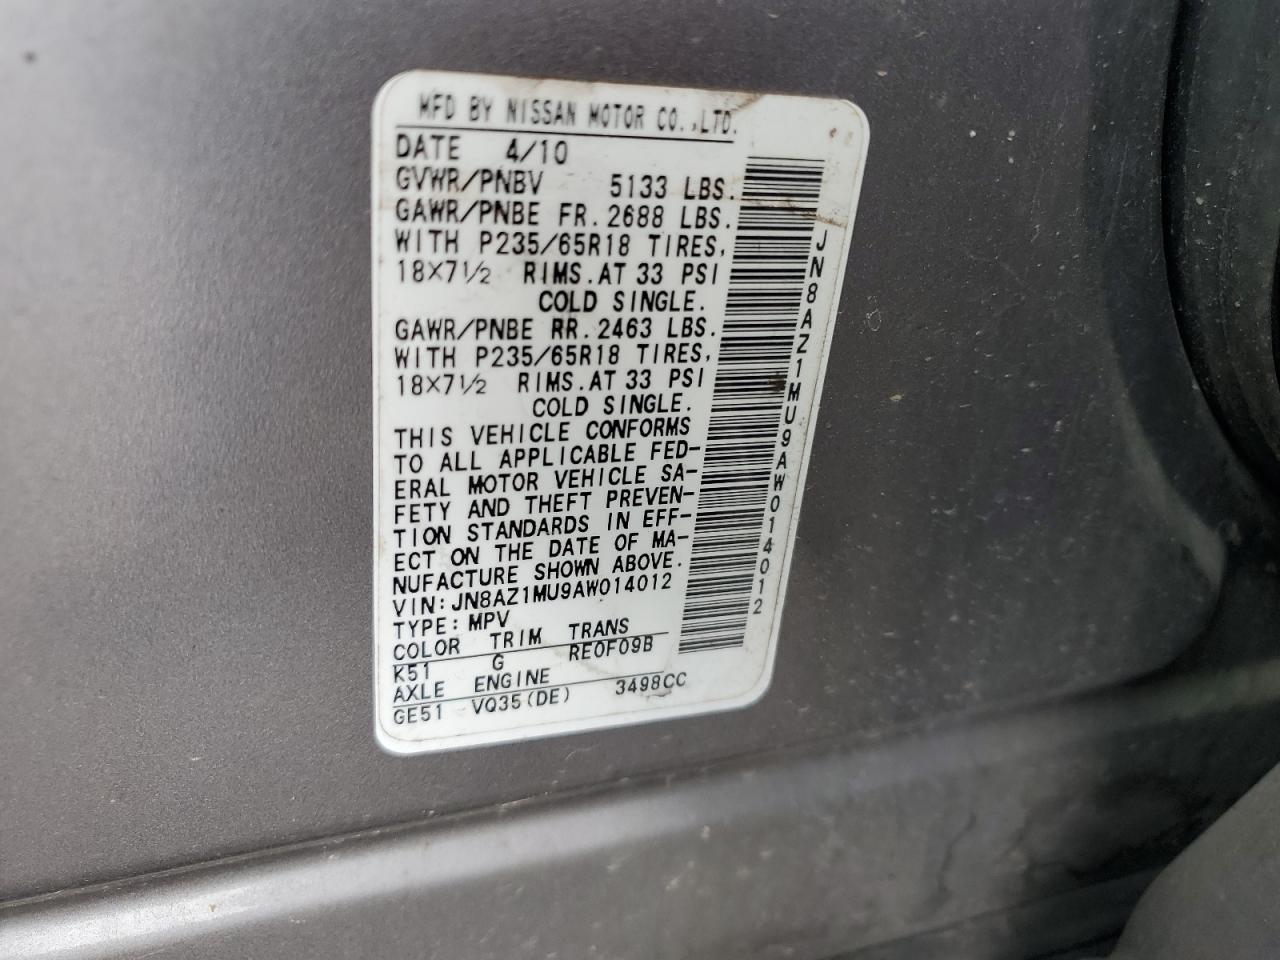 MFD BY NISSAN MOTOR CO.,LTD.
DATE 4/10
GVWR/PNBV 5133 LBS.
GAWR/PNBE FR. 2688 LBS.
WITH P235/65R18 TIRES,
18×7½ RIMS. AT 33 PSI
COLD SINGLE.
GAWR/PNBE RR. 2463 LBS.
WITH P235/65R18 TIRES,
18×7½ RIMS. AT 33 PSI
COLD SINGLE.
THIS VEHICLE CONFORMS
TO ALL APPLICABLE FED-
ERAL MOTOR VEHICLE SA-
FETY AND THEFT PREVEN-
TION STANDARDS IN EFF-
ECT ON THE DATE OF MA-
NUFACTURE SHOWN ABOVE.
VIN: JN8AZ1MU9AW014012
TYPE: MPV
COLOR TRIM TRANS
K51 G RE0F09B
AXLE ENGINE
GE51 VQ35(DE) 3498CC
JN8AZ1MU9AW014012